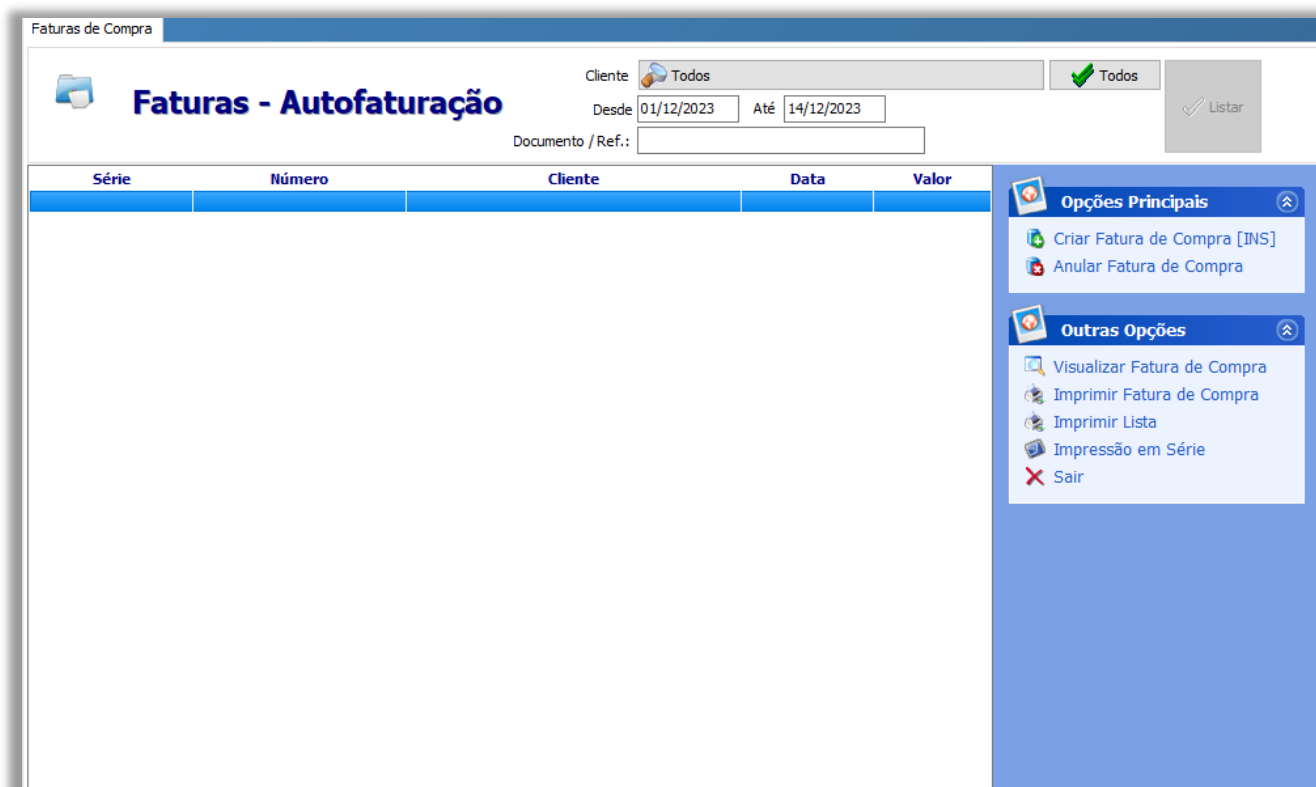 Faturas de Compra
Faturas - Autofaturação
Cliente Todos Todos
Desde 01/12/2023 Até 14/12/2023
Listar
Documento / Ref.:
Série Número Cliente Data Valor
Opções Principais
Criar Fatura de Compra [INS]
Anular Fatura de Compra
Outras Opções
Visualizar Fatura de Compra
Imprimir Fatura de Compra
Imprimir Lista
Impressão em Série
Sair